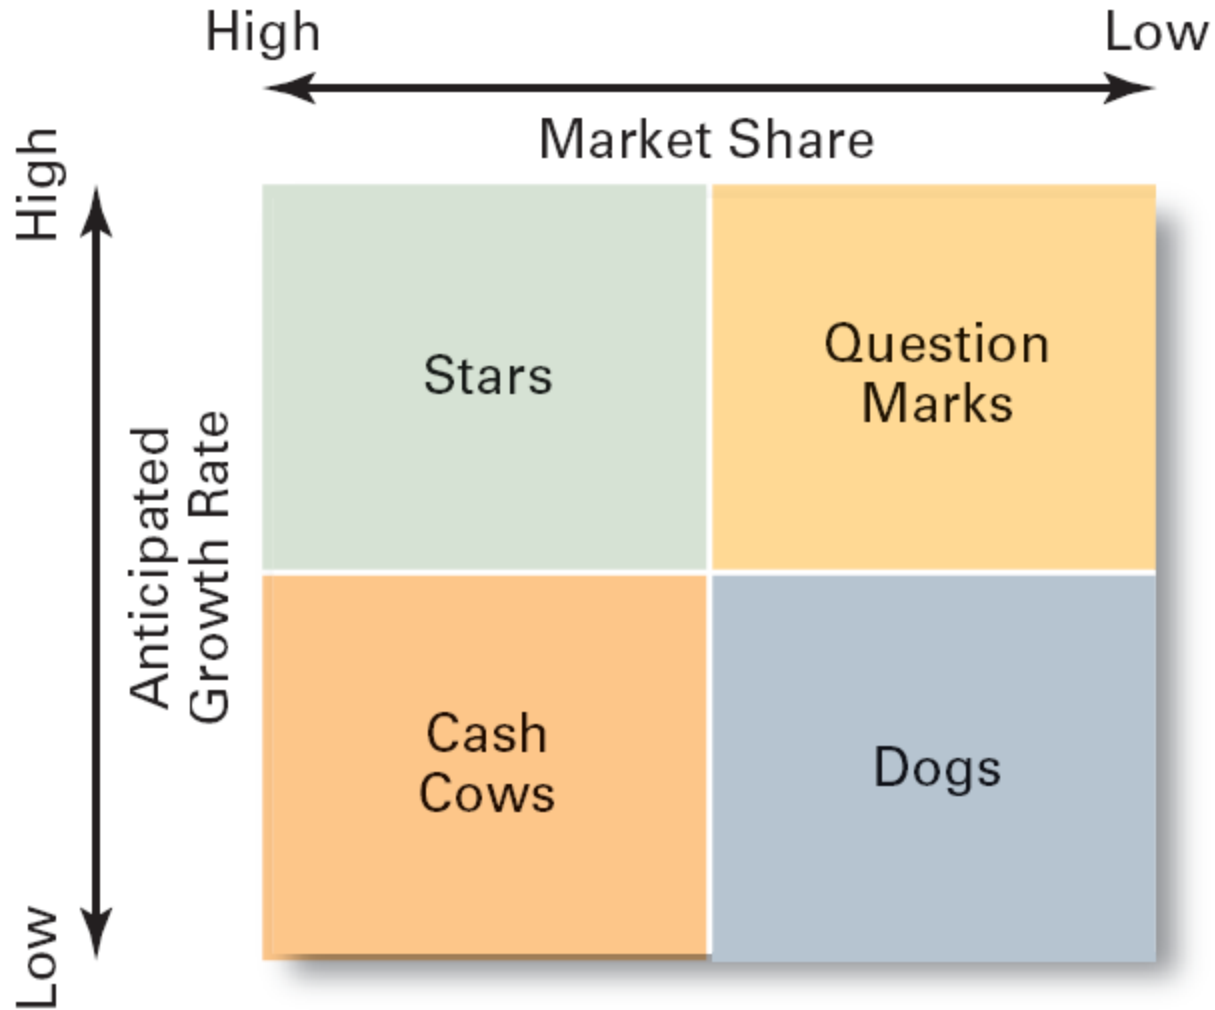 High
Low
Market Share
High
Anticipated
Growth Rate
Low
Stars
Question
Marks
Cash
Cows
Dogs